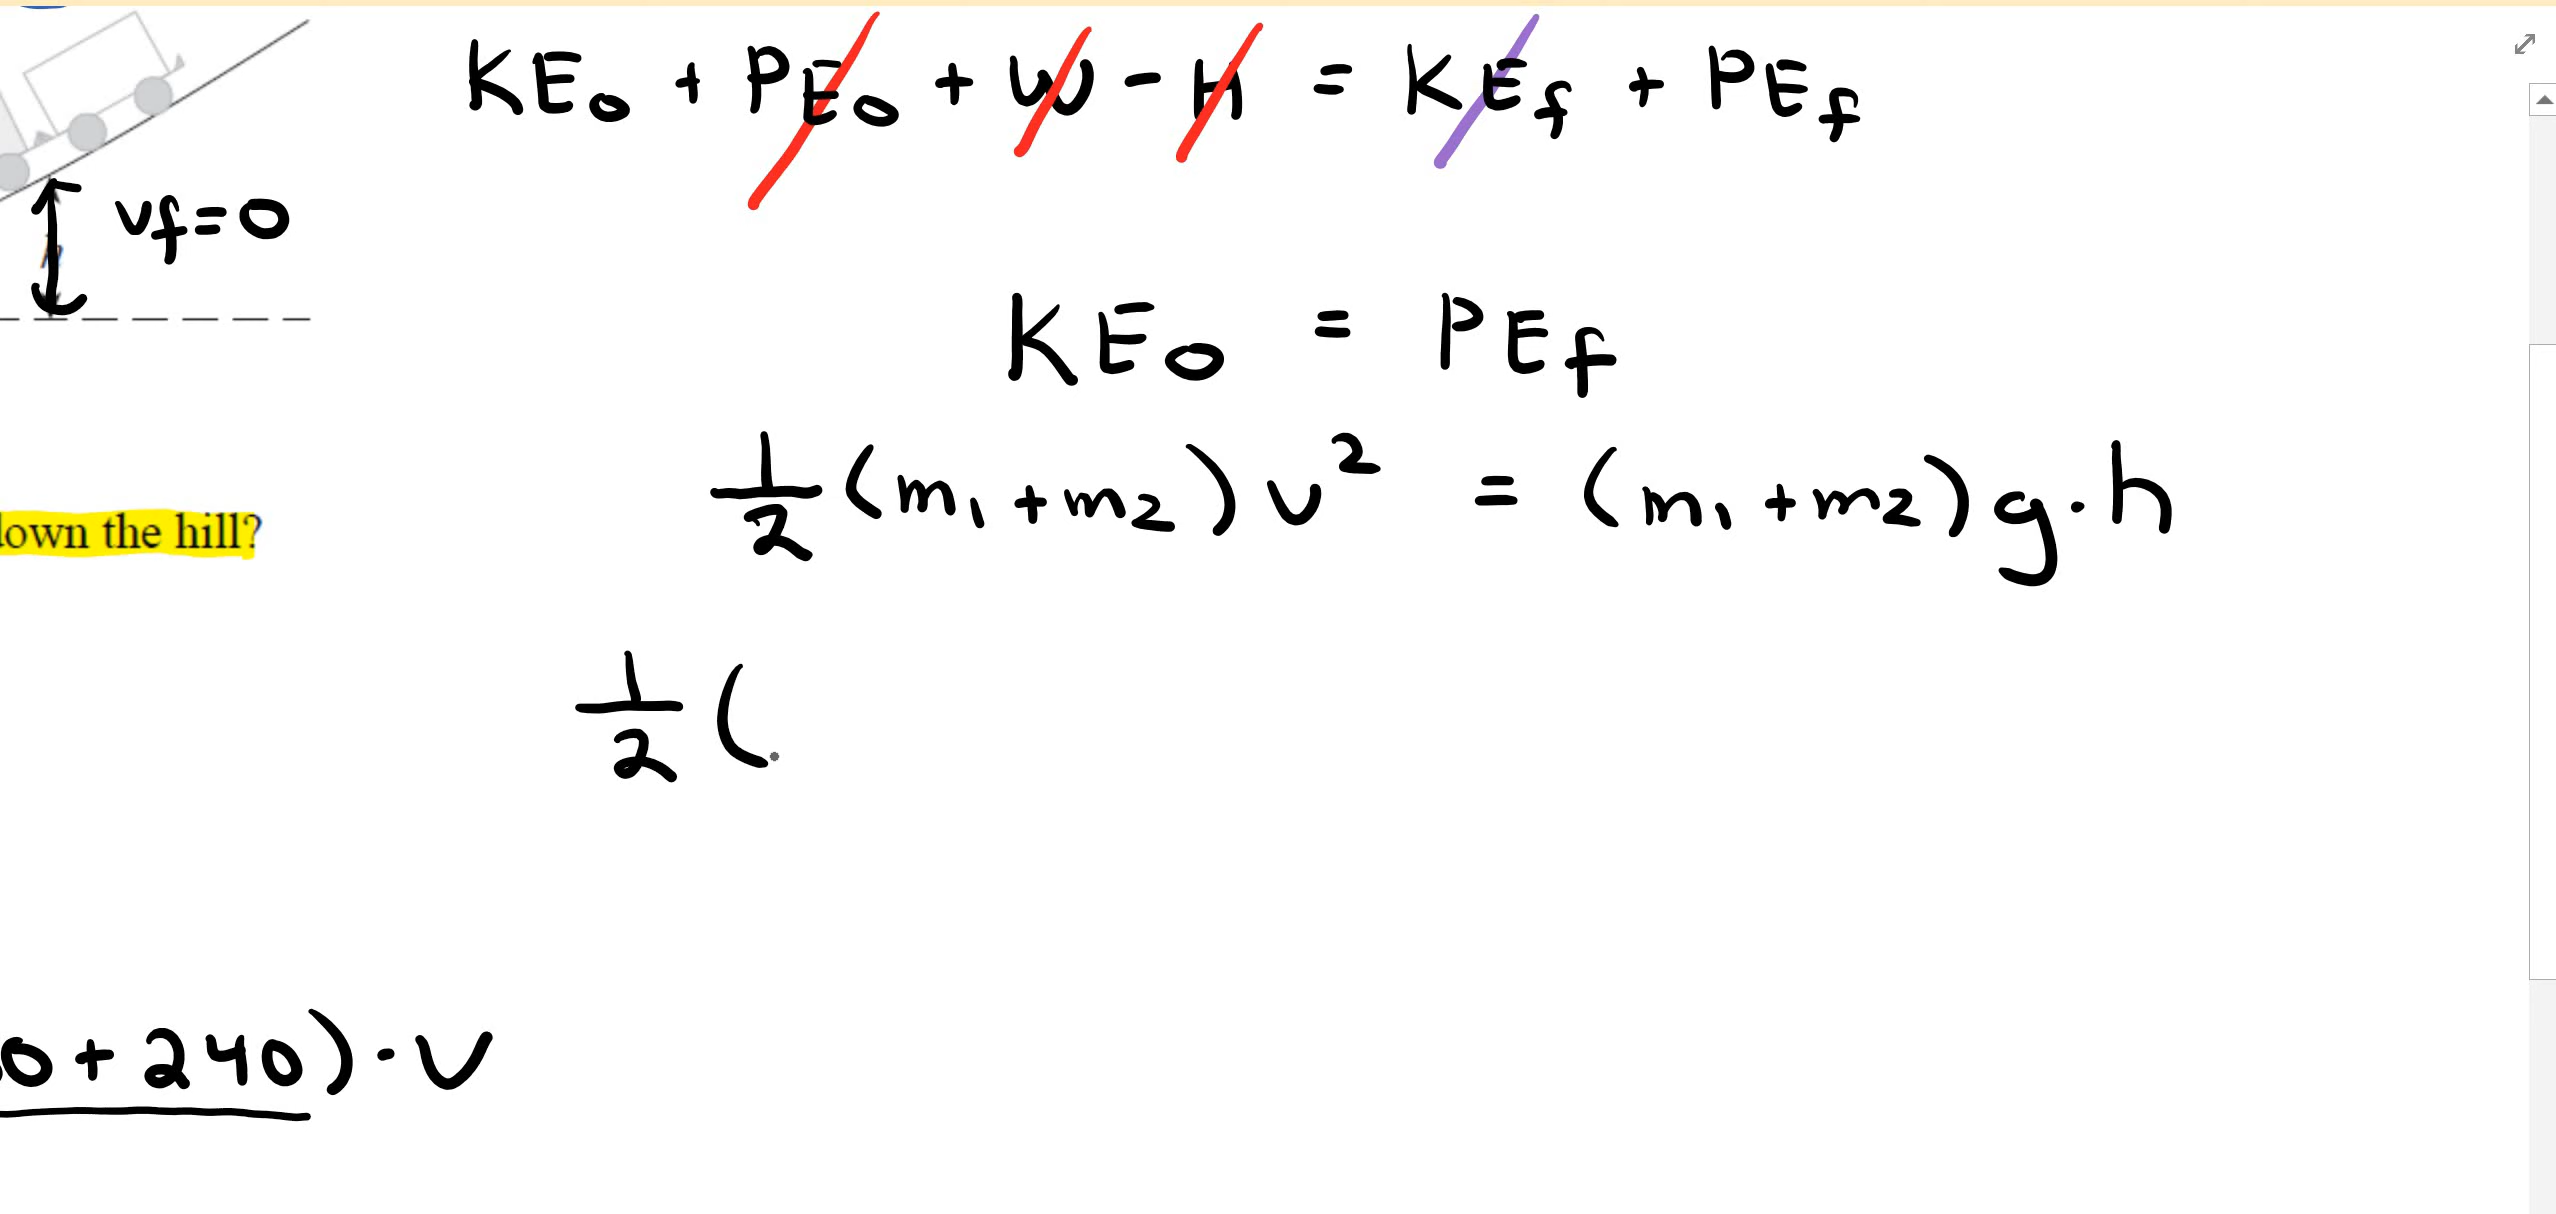 KE₀ + PE₀ + W - H = KEf + PEf
vf=0
h
KE₀ = PEf
1/2 (m₁ + m₂) v² = (m₁ + m₂) g · h
down the hill?
1/2 (
0 + 240) · v